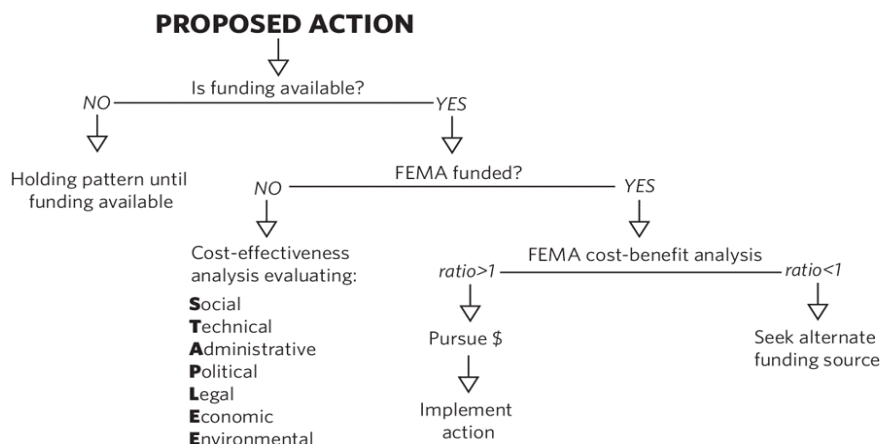 PROPOSED ACTION
Is funding available?
NO
YES
Holding pattern until
funding available
FEMA funded?
NO
YES
Cost-effectiveness
analysis evaluating:
Social
Technical
Administrative
Political
Legal
Economic
Environmental
FEMA cost-benefit analysis
ratio>1
ratio<1
Pursue $
Implement
action
Seek alternate
funding source